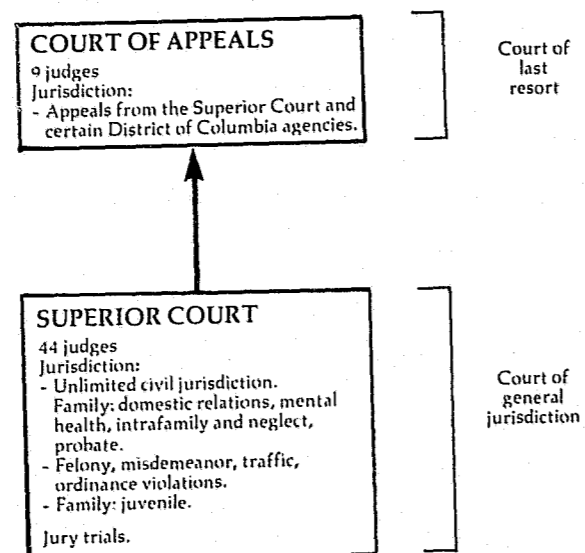 COURT OF APPEALS
9 judges
Jurisdiction:
- Appeals from the Superior Court and
certain District of Columbia agencies.
Court of
last
resort
SUPERIOR COURT
44 judges
Jurisdiction:
- Unlimited civil jurisdiction.
Family: domestic relations, mental
health, intrafamily and neglect,
probate.
- Felony, misdemeanor, traffic,
ordinance violations.
- Family: juvenile.
Jury trials.
Court of
general
jurisdiction